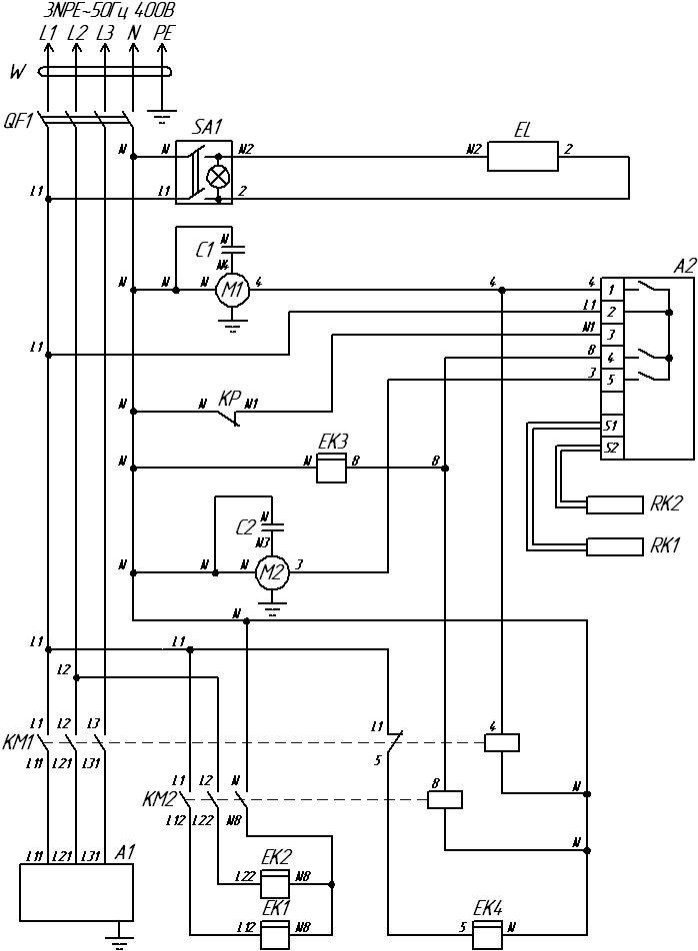 3NPE~50Гц 400В
L1 L2 L3 N PE
W
QF1
SA1 EL
N N N2 N2 2
L1 L1 2
C1 N
N4
A2
N N N M1 4 4 4 1
L1 2
N1 3
L1 8 4
3 5
N N KP N1
S1
S2
EK3
N N 8 8
RK2
C2 N
N3
RK1
N N N M2 3
N
L1 L1
L2
L1 L2 L3 L1 4
KM1
L11 L21 L31 5
L1 L2 N 8 N
KM2
L12 L22 N8
N
L11 L21 L31 A1
EK2
L22 N8
EK1
L12 N8
EK4
5 N